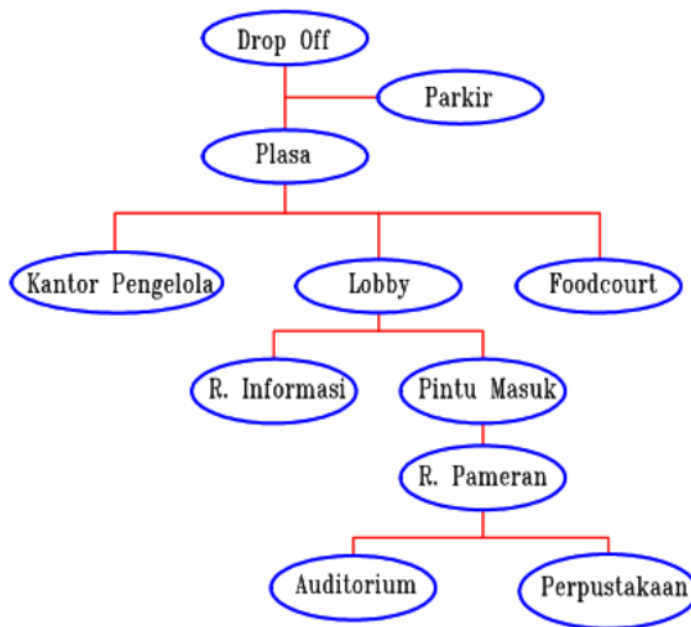 Drop Off
Parkir
Plasa
Kantor Pengelola
Lobby
Foodcourt
R. Informasi
Pintu Masuk
R. Pameran
Auditorium
Perpustakaan